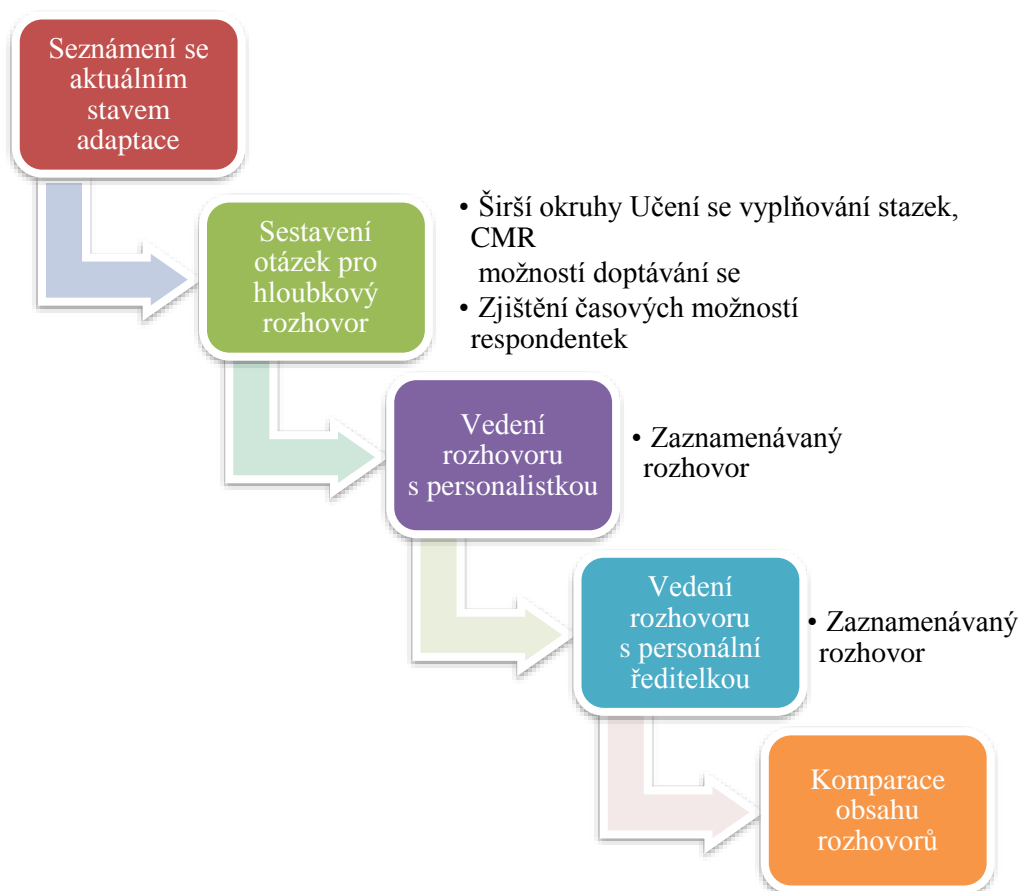 Seznámení se
aktuálním
stavem
adaptace
Sestavení
otázek pro
hloubkový
rozhovor
• Širší okruhy Učení se vyplňování stazek,
CMR
možností doptávání se
• Zjištění časových možností
respondentek
Vedení
rozhovoru
s personalistkou
• Zaznamenávaný
rozhovor
Vedení
rozhovoru
s personální
ředitelkou
• Zaznamenávaný
rozhovor
Komparace
obsahu
rozhovorů